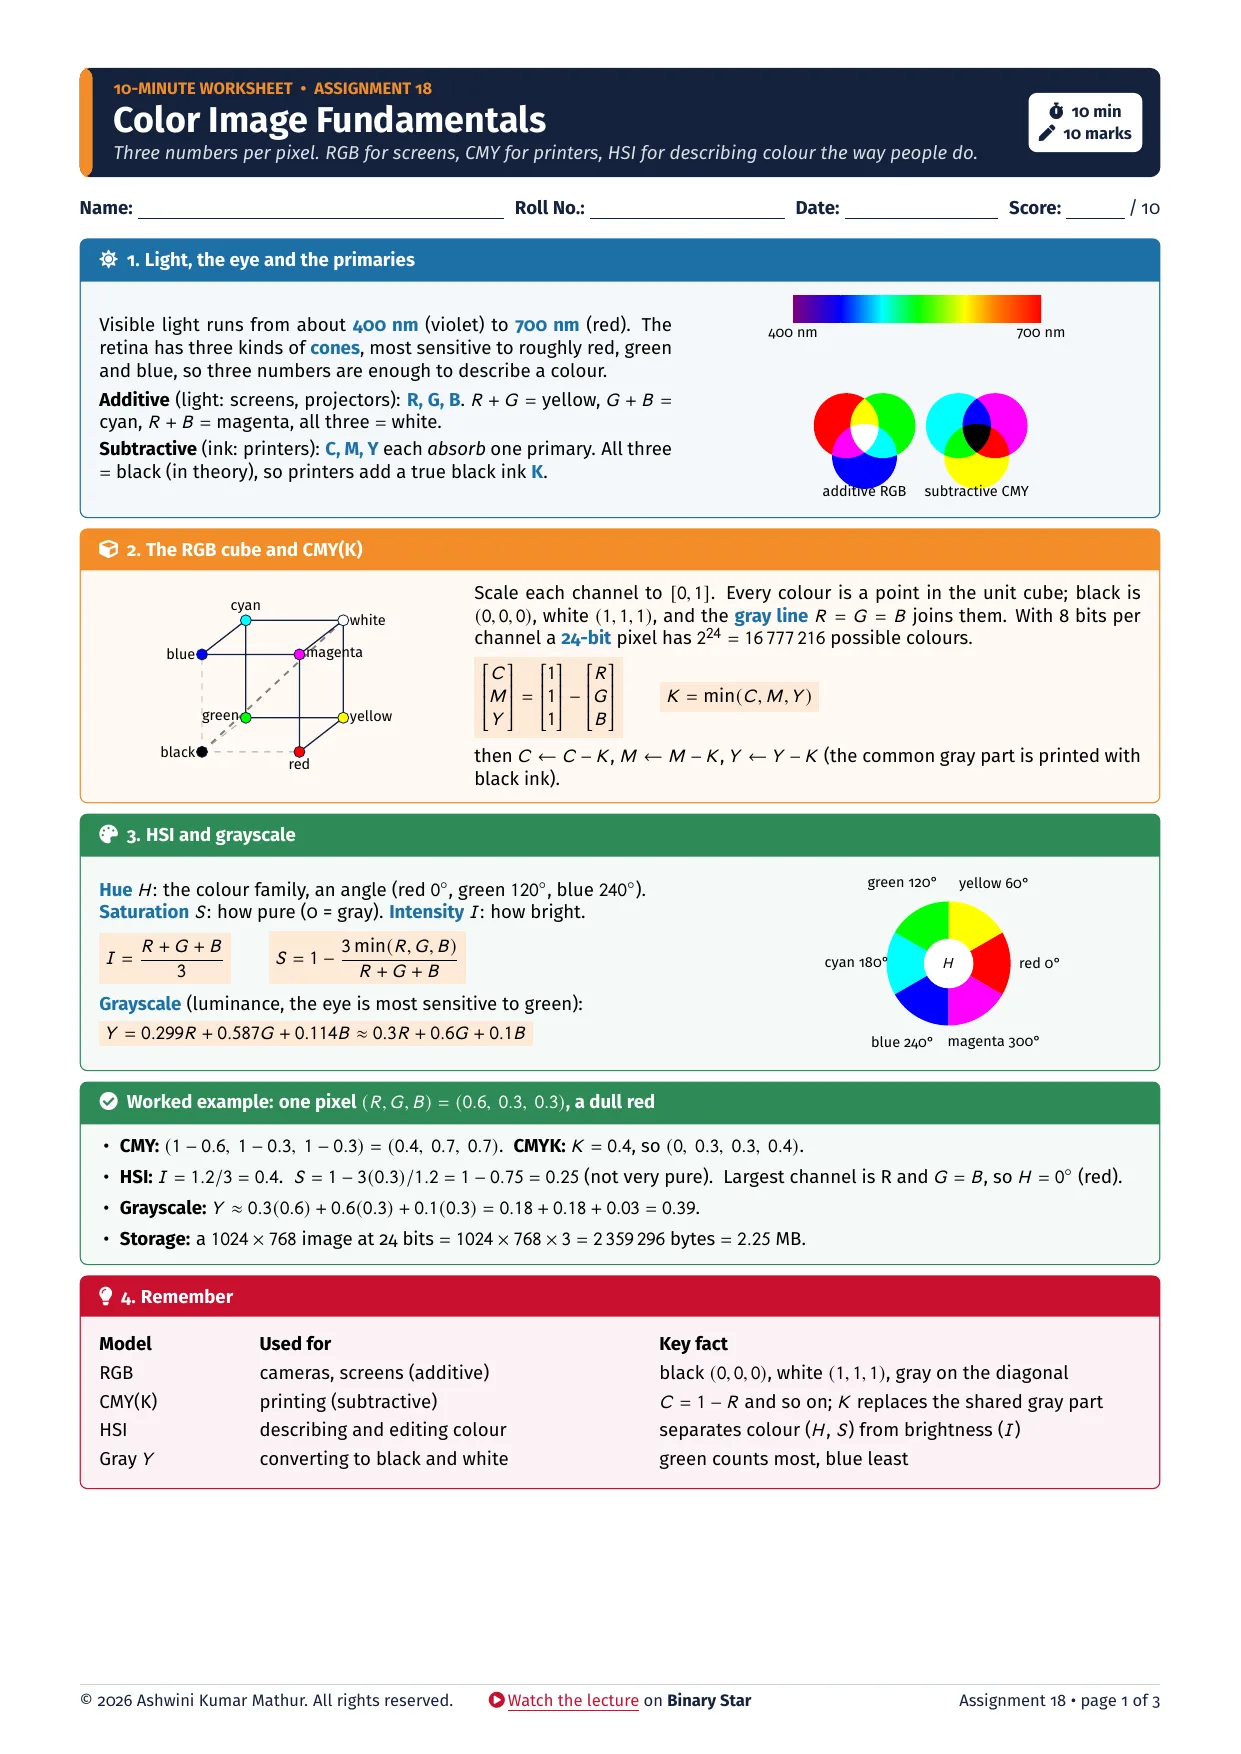 10-MINUTE WORKSHEET • ASSIGNMENT 18
Color Image Fundamentals
Three numbers per pixel. RGB for screens, CMY for printers, HSI for describing colour the way people do.
10 min
10 marks
Name: Roll No.: Date: Score: / 10
1. Light, the eye and the primaries
Visible light runs from about 400 nm (violet) to 700 nm (red). The
retina has three kinds of cones, most sensitive to roughly red, green
and blue, so three numbers are enough to describe a colour.
Additive (light: screens, projectors): R, G, B. R + G = yellow, G + B =
cyan, R + B = magenta, all three = white.
Subtractive (ink: printers): C, M, Y each absorb one primary. All three
= black (in theory), so printers add a true black ink K.
400 nm 700 nm
additive RGB subtractive CMY
2. The RGB cube and CMY(K)
cyan
white
blue
magenta
green
yellow
black
red
Scale each channel to [0, 1]. Every colour is a point in the unit cube; black is
(0, 0, 0), white (1, 1, 1), and the gray line R = G = B joins them. With 8 bits per
channel a 24-bit pixel has 2^24 = 16 777 216 possible colours.
[C M Y] = [1 1 1] − [R G B] K = min(C, M, Y)
then C ← C − K, M ← M − K, Y ← Y − K (the common gray part is printed with
black ink).
3. HSI and grayscale
Hue H: the colour family, an angle (red 0°, green 120°, blue 240°).
Saturation S: how pure (0 = gray). Intensity I: how bright.
I = (R + G + B)/3 S = 1 − 3 min(R, G, B)/(R + G + B)
Grayscale (luminance, the eye is most sensitive to green):
Y = 0.299R + 0.587G + 0.114B ≈ 0.3R + 0.6G + 0.1B
green 120° yellow 60°
cyan 180° H red 0°
blue 240° magenta 300°
Worked example: one pixel (R, G, B) = (0.6, 0.3, 0.3), a dull red
• CMY: (1 − 0.6, 1 − 0.3, 1 − 0.3) = (0.4, 0.7, 0.7). CMYK: K = 0.4, so (0, 0.3, 0.3, 0.4).
• HSI: I = 1.2/3 = 0.4. S = 1 − 3(0.3)/1.2 = 1 − 0.75 = 0.25 (not very pure). Largest channel is R and G = B, so H = 0° (red).
• Grayscale: Y ≈ 0.3(0.6) + 0.6(0.3) + 0.1(0.3) = 0.18 + 0.18 + 0.03 = 0.39.
• Storage: a 1024 × 768 image at 24 bits = 1024 × 768 × 3 = 2 359 296 bytes = 2.25 MB.
4. Remember
Model Used for Key fact
RGB cameras, screens (additive) black (0, 0, 0), white (1, 1, 1), gray on the diagonal
CMY(K) printing (subtractive) C = 1 − R and so on; K replaces the shared gray part
HSI describing and editing colour separates colour (H, S) from brightness (I)
Gray Y converting to black and white green counts most, blue least
© 2026 Ashwini Kumar Mathur. All rights reserved. Watch the lecture on Binary Star Assignment 18 • page 1 of 3